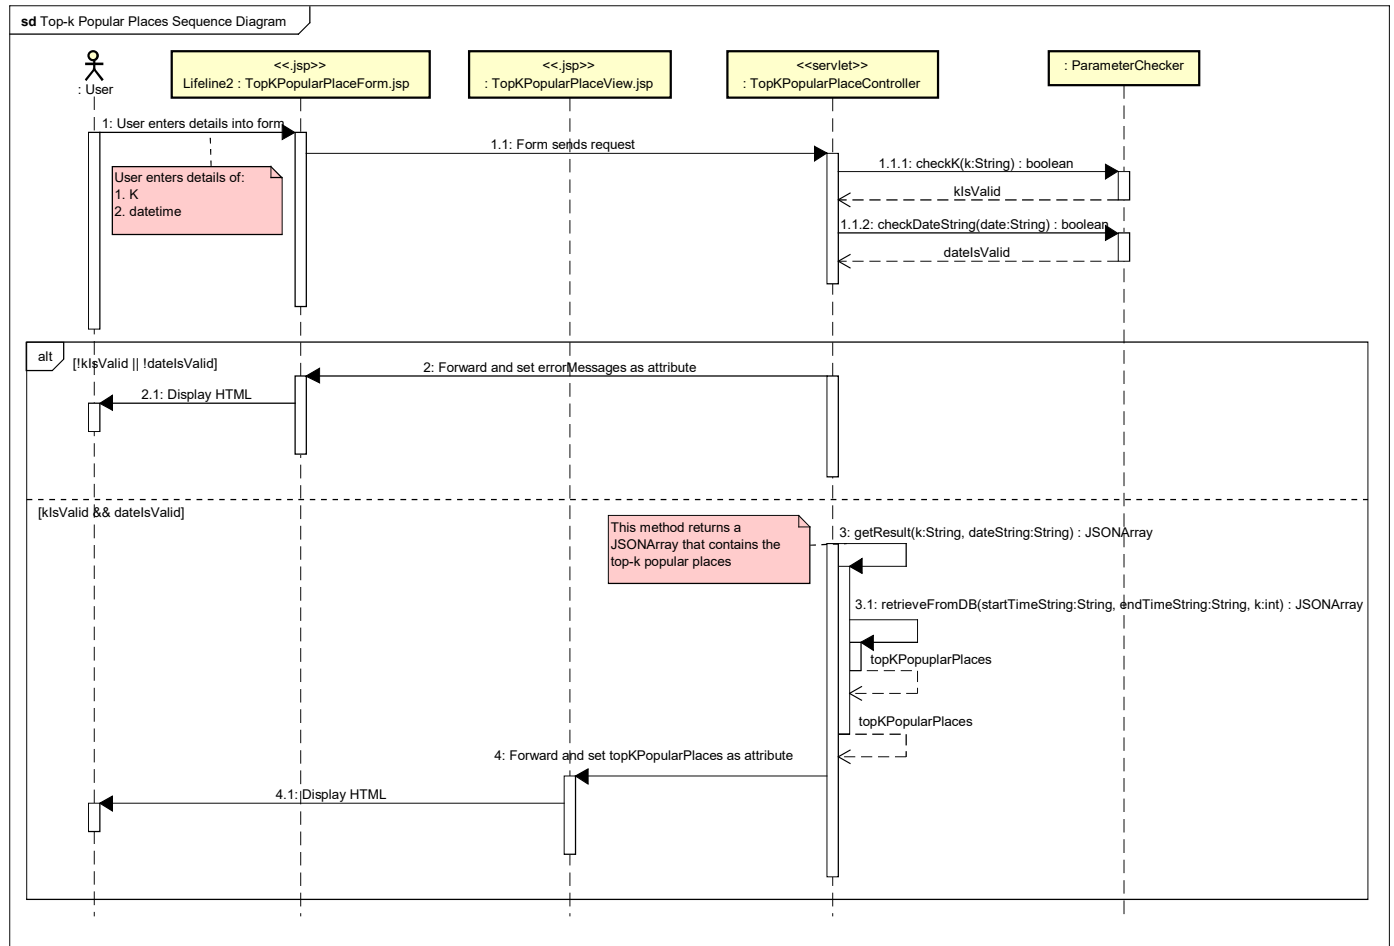 sd Top-k Popular Places Sequence Diagram
: User
<<.jsp>>
Lifeline2 : TopKPopularPlaceForm.jsp
<<.jsp>>
: TopKPopularPlaceView.jsp
<<servlet>>
: TopKPopularPlaceController
: ParameterChecker
1: User enters details into form
User enters details of:
1. K
2. datetime
1.1: Form sends request
1.1.1: checkK(k:String) : boolean
kIsValid
1.1.2: checkDateString(date:String) : boolean
dateIsValid
alt
[!kIsValid || !dateIsValid]
2: Forward and set errorMessages as attribute
2.1: Display HTML
[kIsValid && dateIsValid]
This method returns a
JSONArray that contains the
top-k popular places
3: getResult(k:String, dateString:String) : JSONArray
3.1: retrieveFromDB(startTimeString:String, endTimeString:String, k:int) : JSONArray
topKPopuplarPlaces
topKPopularPlaces
4: Forward and set topKPopularPlaces as attribute
4.1: Display HTML